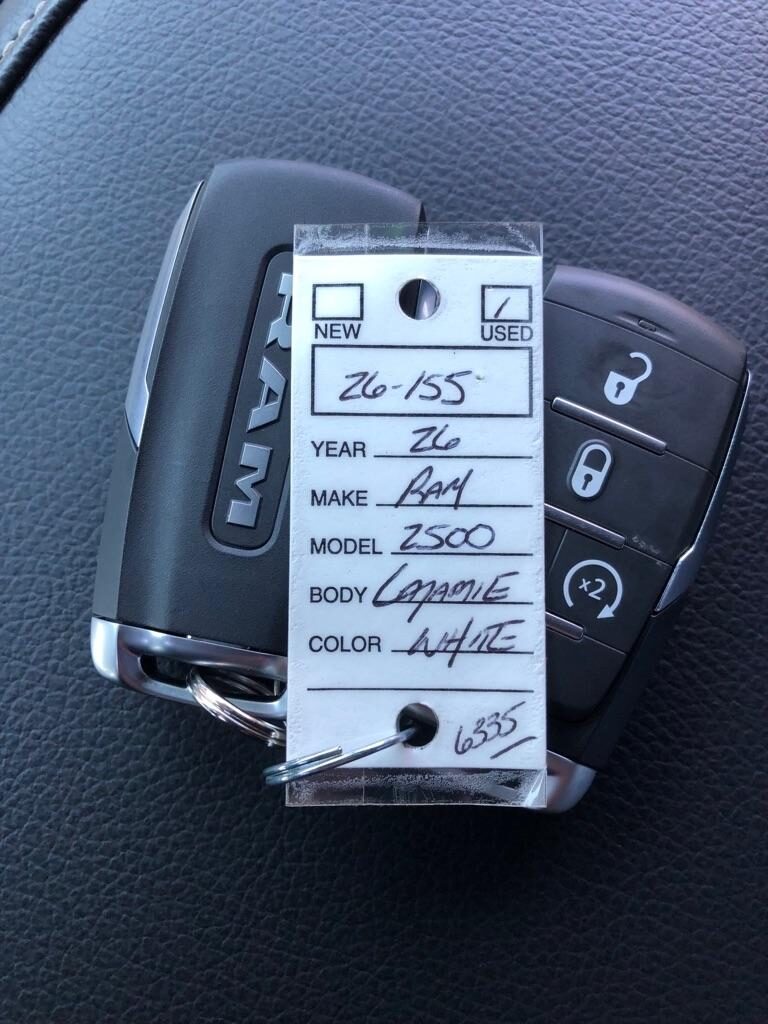 RAM
NEW USED
26-155
YEAR 26
MAKE RAM
MODEL 2500
BODY LARAMIE
COLOR WHITE
6335
x2